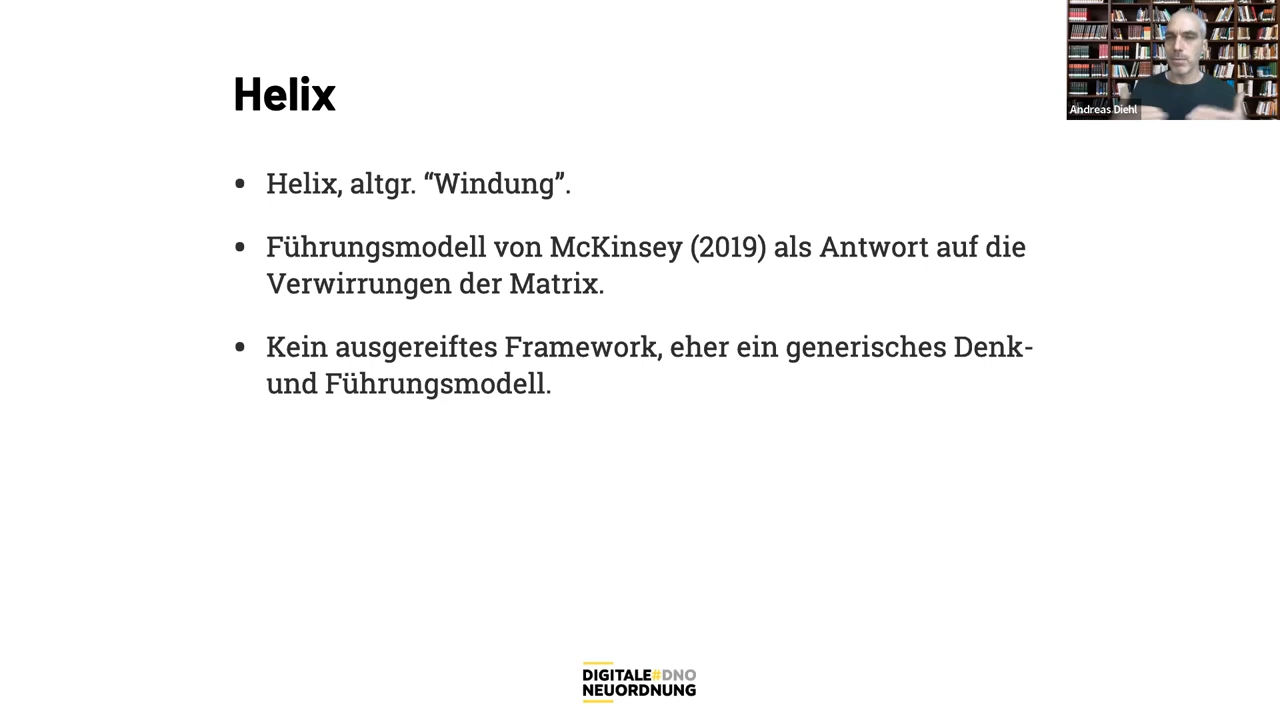 Helix
• Helix, altgr. “Windung”.
• Führungsmodell von McKinsey (2019) als Antwort auf die
Verwirrungen der Matrix.
• Kein ausgereiftes Framework, eher ein generisches Denk-
und Führungsmodell.
Andreas Diehl
DIGITALE#DNO
NEUORDNUNG